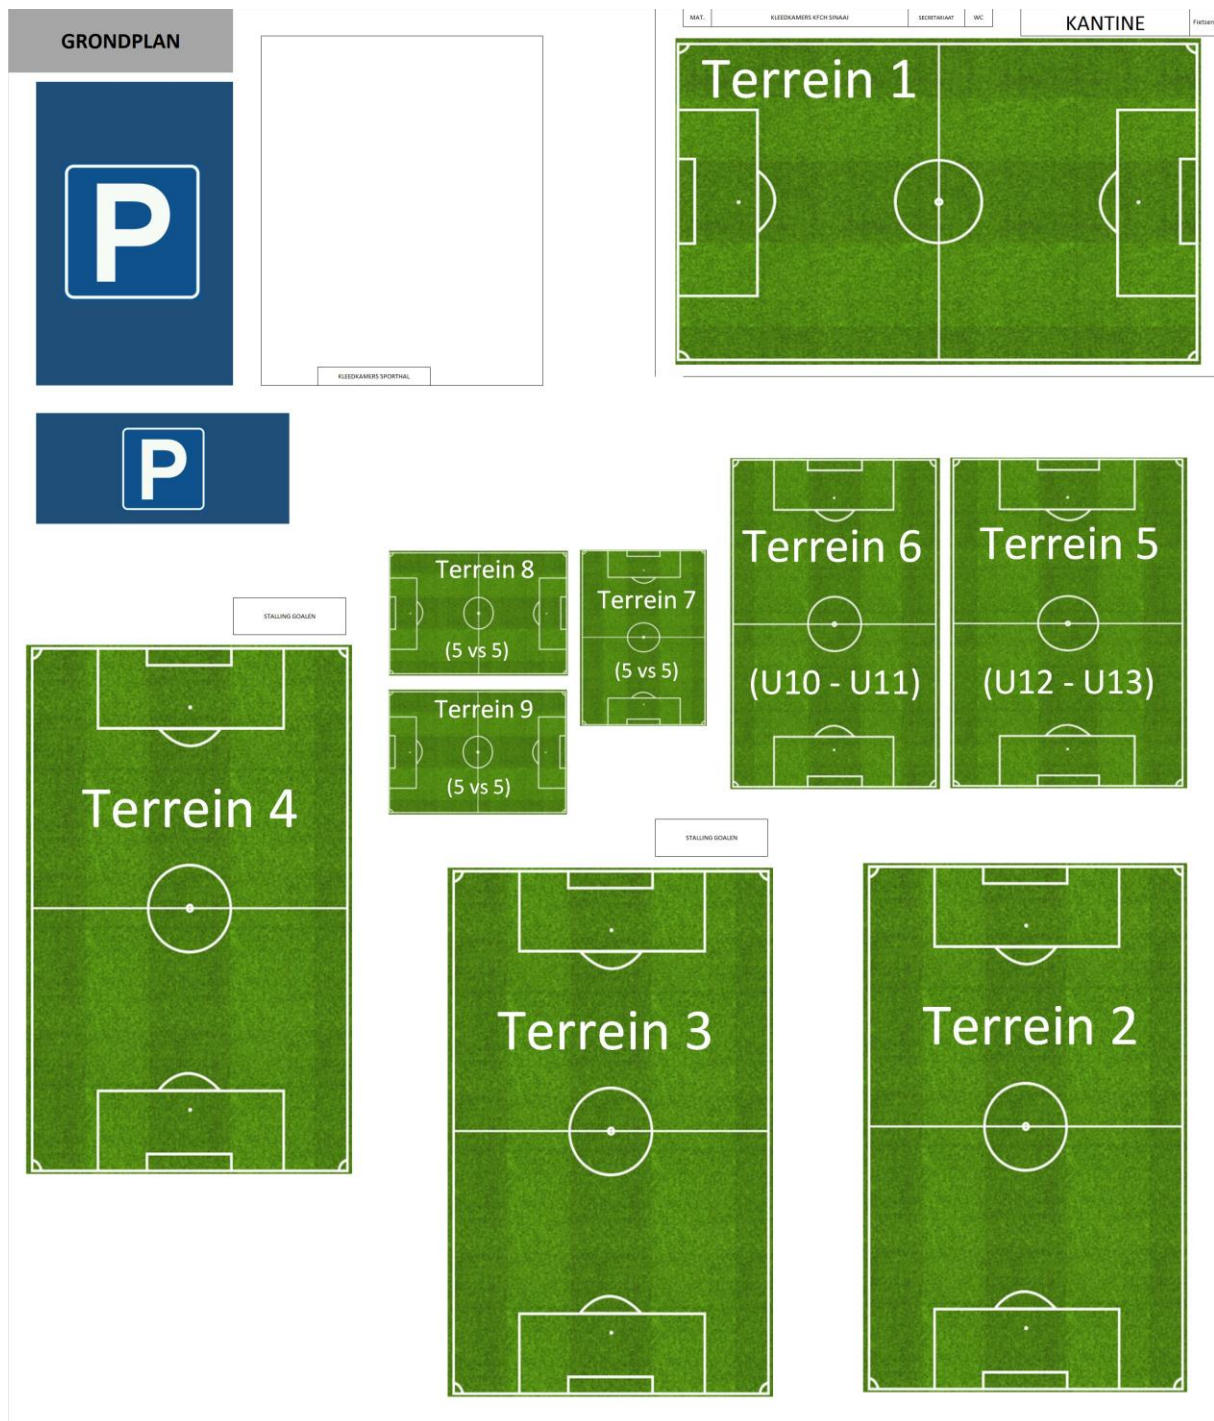 GRONDPLAN
MAT.
KLEEDKAMERS KFCH SINAAI
SECRETARIAAT
WC
KANTINE
Fietsen
Terrein 1
P
KLEEDKAMERS SPORTHAL
P
Terrein 6
(U10 - U11)
Terrein 5
(U12 - U13)
Terrein 8
(5 vs 5)
Terrein 7
(5 vs 5)
STALLING GOALEN
Terrein 9
(5 vs 5)
Terrein 4
STALLING GOALEN
Terrein 3
Terrein 2